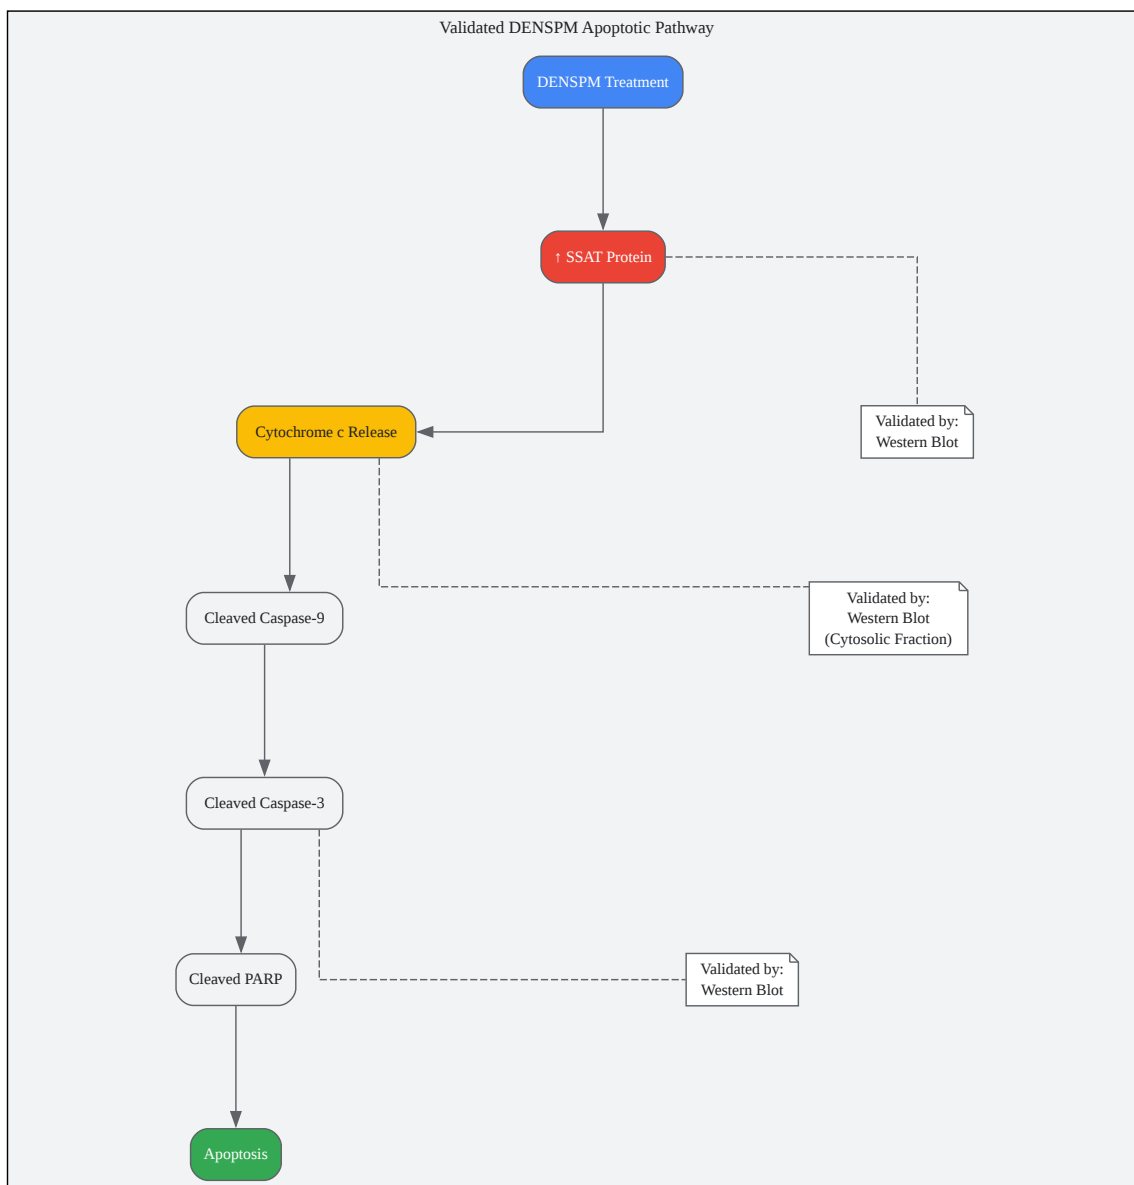 Validated DENSPM Apoptotic Pathway
DENSPM Treatment
↑ SSAT Protein
Cytochrome c Release
Validated by:
Western Blot
Cleaved Caspase-9
Validated by:
Western Blot
(Cytosolic Fraction)
Cleaved Caspase-3
Cleaved PARP
Validated by:
Western Blot
Apoptosis